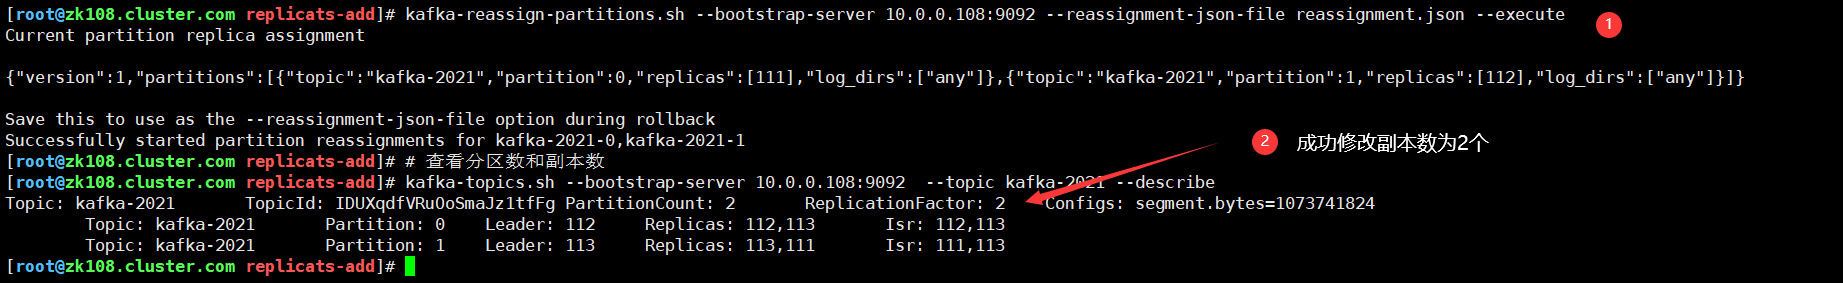 [root@zk108.cluster.com replicats-add]# kafka-reassign-partitions.sh --bootstrap-server 10.0.0.108:9092 --reassignment-json-file reassignment.json --execute
1
Current partition replica assignment
{"version":1,"partitions":[{"topic":"kafka-2021","partition":0,"replicas":[111],"log_dirs":["any"]},{"topic":"kafka-2021","partition":1,"replicas":[112],"log_dirs":["any"]}]}
Save this to use as the --reassignment-json-file option during rollback
Successfully started partition reassignments for kafka-2021-0,kafka-2021-1
2 成功修改副本数为2个
[root@zk108.cluster.com replicats-add]# # 查看分区数和副本数
[root@zk108.cluster.com replicats-add]# kafka-topics.sh --bootstrap-server 10.0.0.108:9092  --topic kafka-2021 --describe
Topic: kafka-2021       TopicId: IDUXqdfVRuOoSmaJz1tfFg PartitionCount: 2       ReplicationFactor: 2    Configs: segment.bytes=1073741824
        Topic: kafka-2021       Partition: 0    Leader: 112     Replicas: 112,113       Isr: 112,113
        Topic: kafka-2021       Partition: 1    Leader: 113     Replicas: 113,111       Isr: 111,113
[root@zk108.cluster.com replicats-add]#